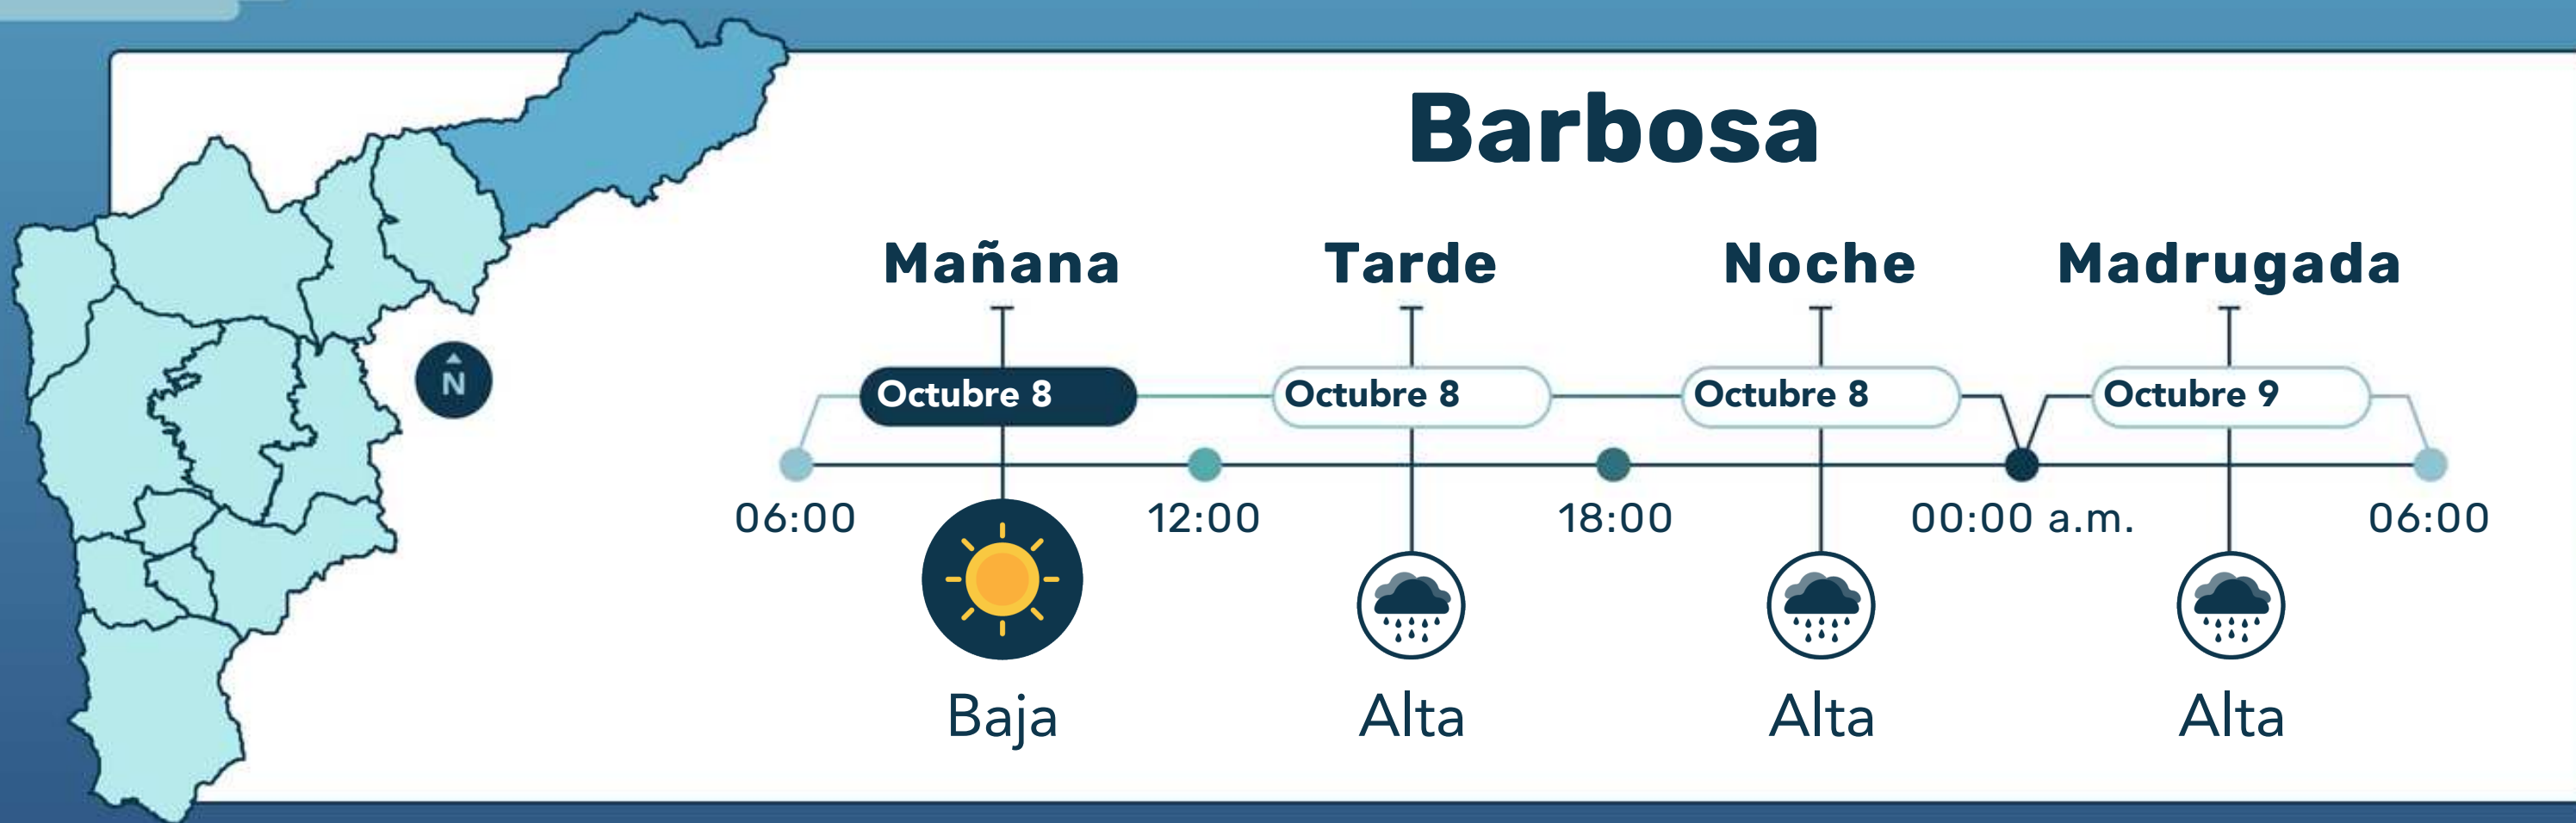 Barbosa
Mañana Tarde Noche Madrugada
N
Octubre 8 Octubre 8 Octubre 8 Octubre 9
06:00 12:00 18:00 00:00 a.m. 06:00
Baja Alta Alta Alta